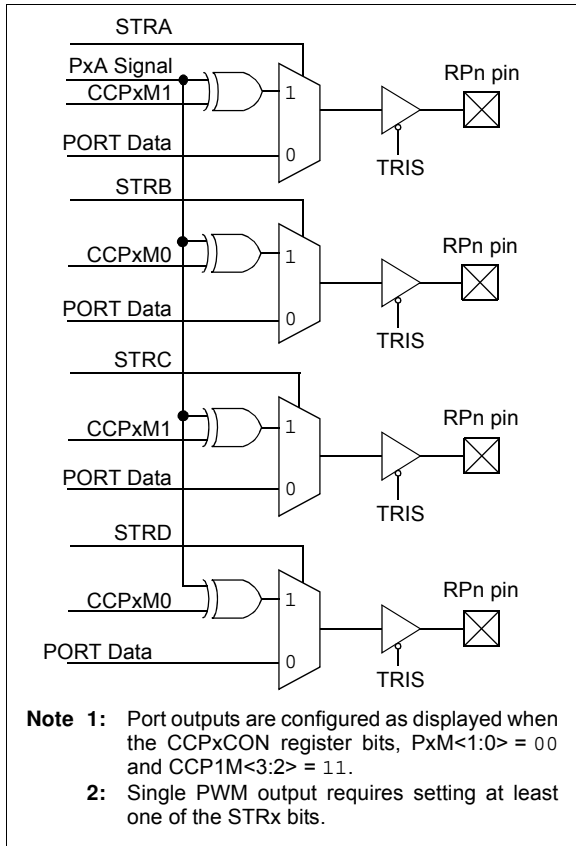 STRA
PxA Signal
RPn pin
CCPxM1
1
PORT Data
0
TRIS
STRB
RPn pin
CCPxM0
1
PORT Data
0
TRIS
STRC
RPn pin
CCPxM1
1
PORT Data
0
TRIS
STRD
RPn pin
CCPxM0
1
PORT Data
0
TRIS
Note 1: Port outputs are configured as displayed when
the CCPxCON register bits, PxM<1:0> = 00
and CCP1M<3:2> = 11.
2: Single PWM output requires setting at least
one of the STRx bits.